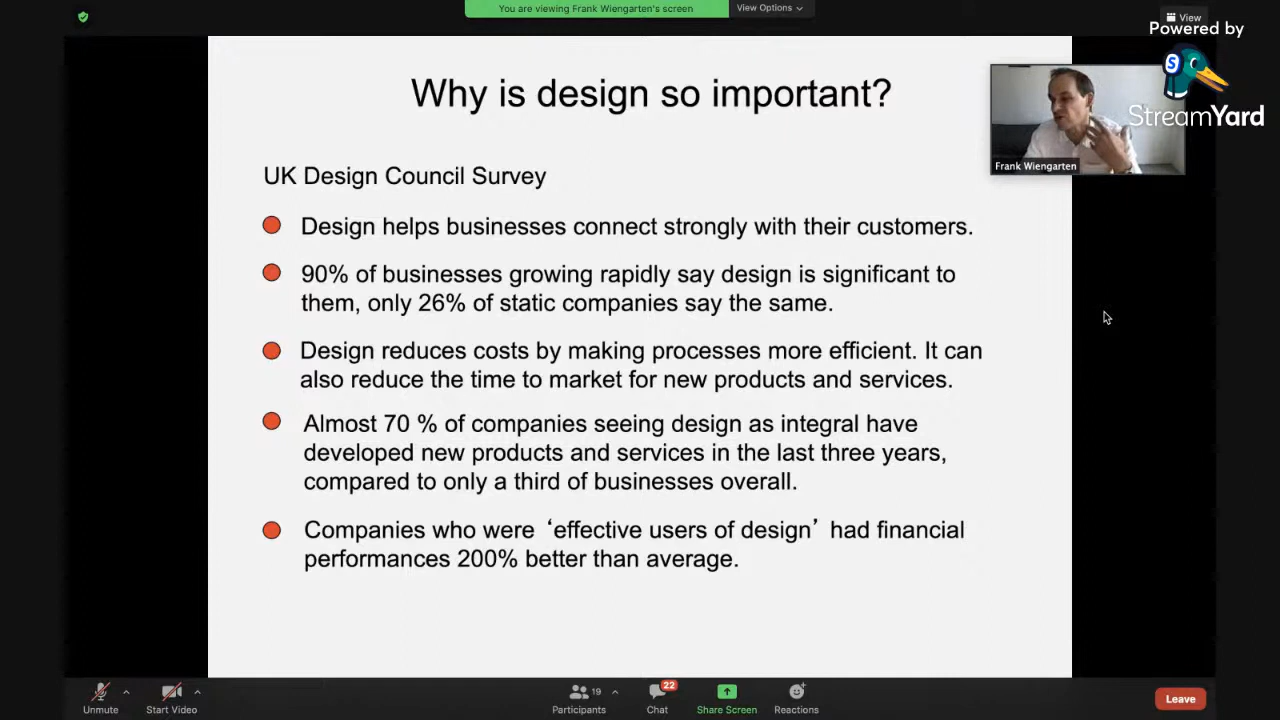 You are viewing Frank Wiengarten's screen
View Options
View
Powered by
S
StreamYard
Why is design so important?
Frank Wiengarten
UK Design Council Survey
Design helps businesses connect strongly with their customers.
90% of businesses growing rapidly say design is significant to
them, only 26% of static companies say the same.
Design reduces costs by making processes more efficient. It can
also reduce the time to market for new products and services.
Almost 70 % of companies seeing design as integral have
developed new products and services in the last three years,
compared to only a third of businesses overall.
Companies who were ‘effective users of design’ had financial
performances 200% better than average.
Unmute
Start Video
19
Participants
22
Chat
Share Screen
Reactions
Leave